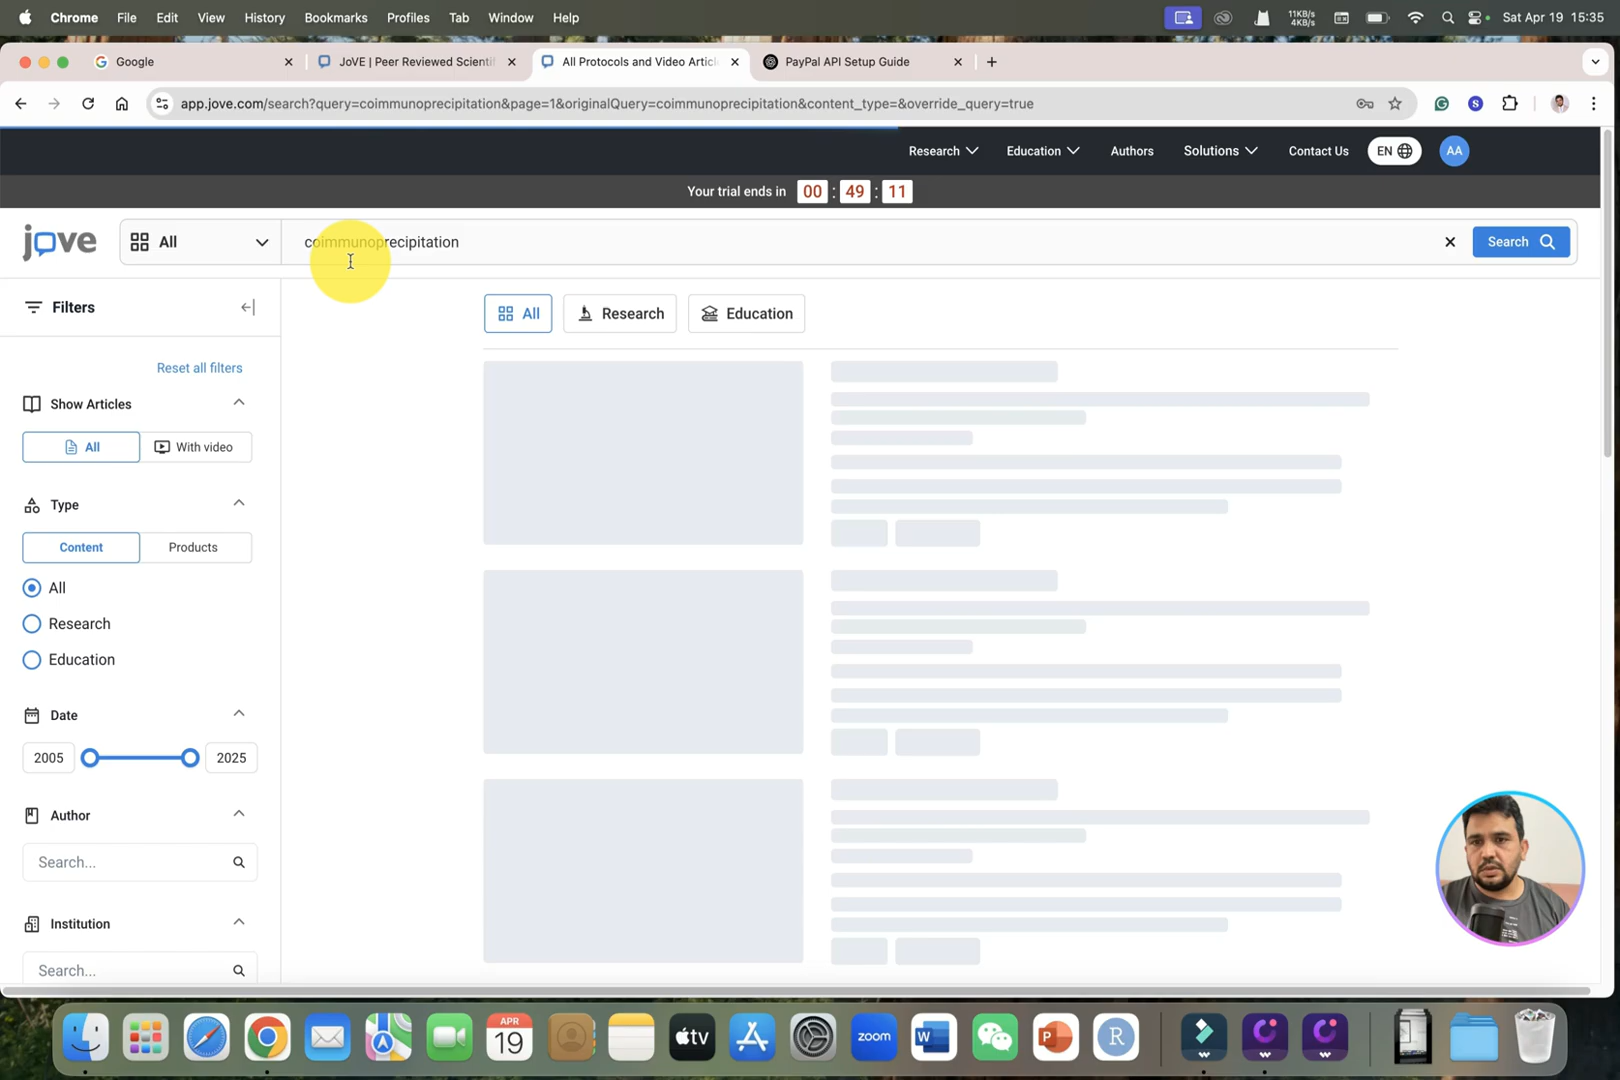 Chrome File Edit View History Bookmarks Profiles Tab Window Help 11KB/s 4KB/s Sat Apr 19 15:35
Google JoVE | Peer Reviewed Scientif All Protocols and Video Article PayPal API Setup Guide
app.jove.com/search?query=coimmunoprecipitation&page=1&originalQuery=coimmunoprecipitation&content_type=&override_query=true
Research Education Authors Solutions Contact Us EN AA
Your trial ends in 00 : 49 : 11
jove All coimmunoprecipitation Search
Filters
All Research Education
Reset all filters
Show Articles
All With video
Type
Content Products
All
Research
Education
Date
2005 2025
Author
Search...
Institution
Search...
APR
19
tv
zoom
W
P
R